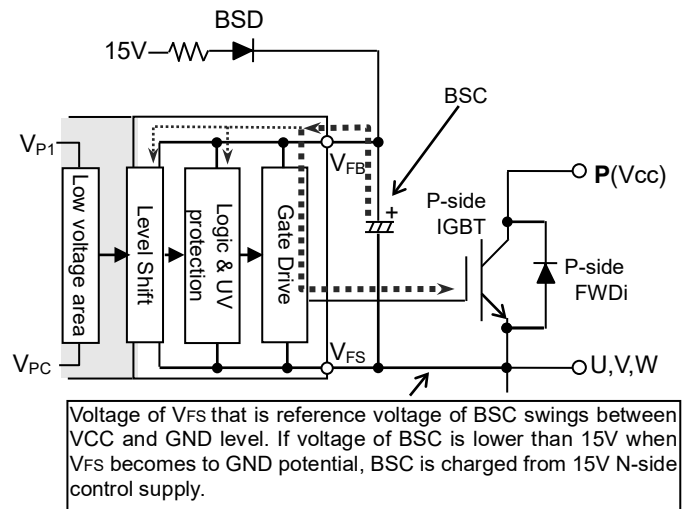 BSD
15V
BSC
VP1
VFB
P(Vcc)
P-side
IGBT
+
Low voltage area
Level Shift
Logic & UV
protection
Gate Drive
P-side
FWDi
VPC
VFS
U,V,W
Voltage of VFS that is reference voltage of BSC swings between
VCC and GND level. If voltage of BSC is lower than 15V when
VFS becomes to GND potential, BSC is charged from 15V N-side
control supply.